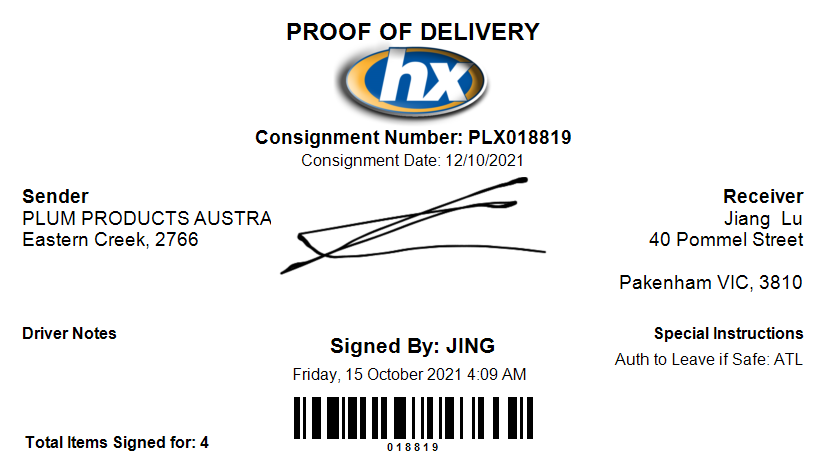 PROOF OF DELIVERY
hx
Consignment Number: PLX018819
Consignment Date: 12/10/2021
Sender
PLUM PRODUCTS AUSTRA
Eastern Creek, 2766
Receiver
Jiang Lu
40 Pommel Street
Pakenham VIC, 3810
Driver Notes
Signed By: JING
Friday, 15 October 2021 4:09 AM
Special Instructions
Auth to Leave if Safe: ATL
018819
Total Items Signed for: 4